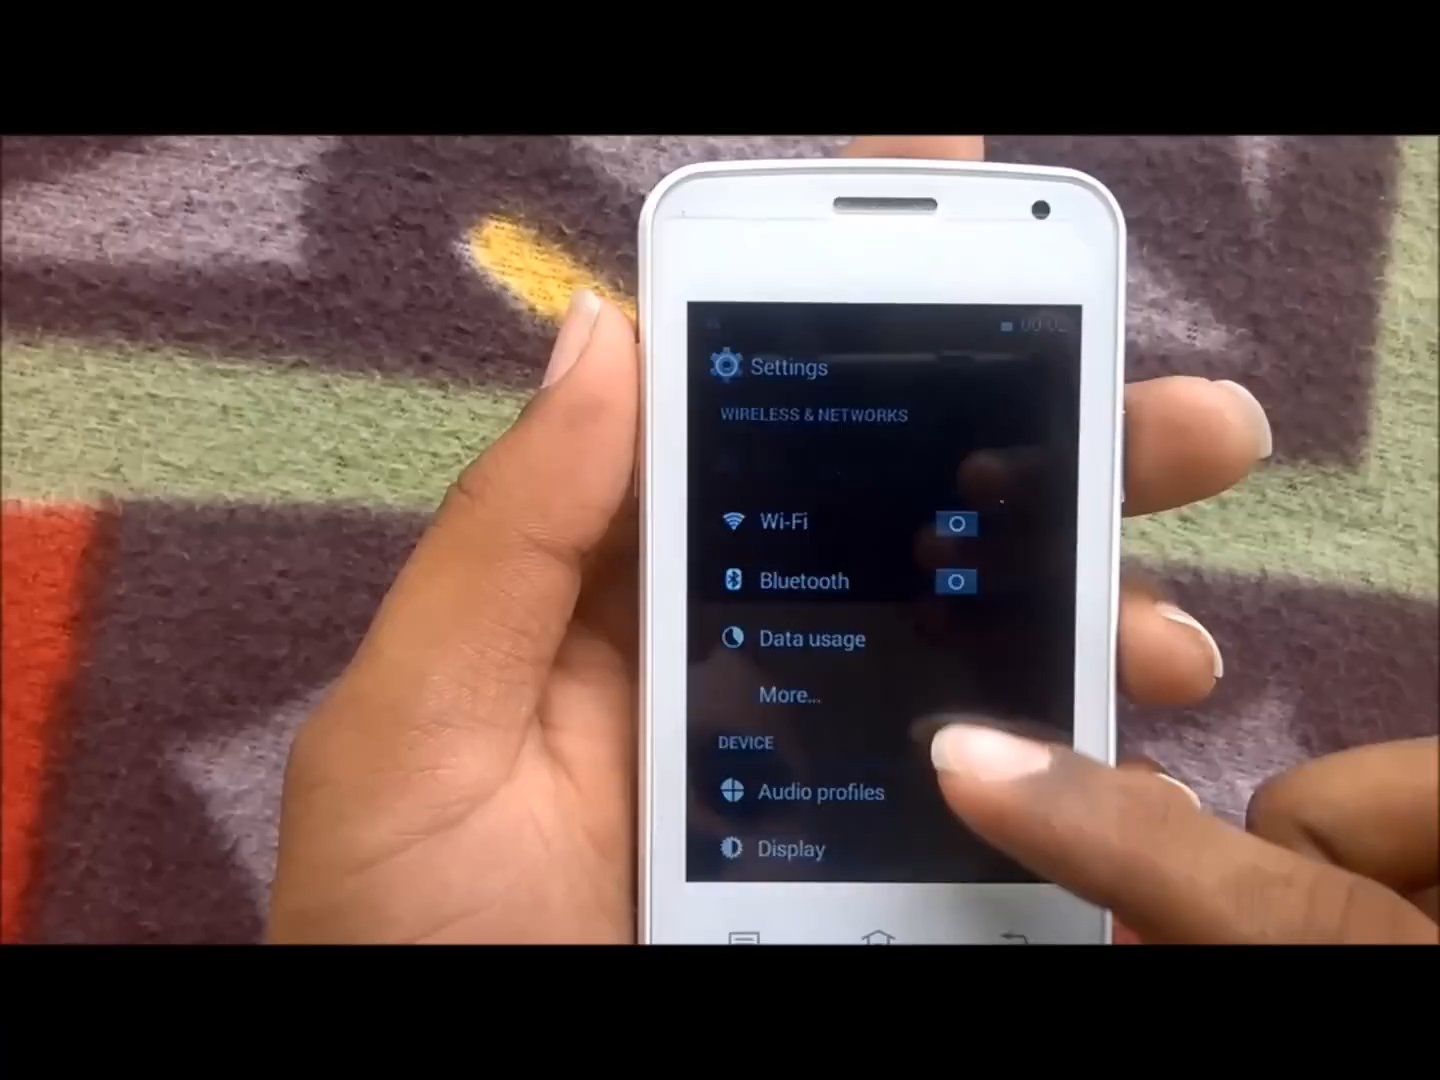 Settings
WIRELESS & NETWORKS
Wi-Fi
Bluetooth
Data usage
More...
DEVICE
Audio profiles
Display